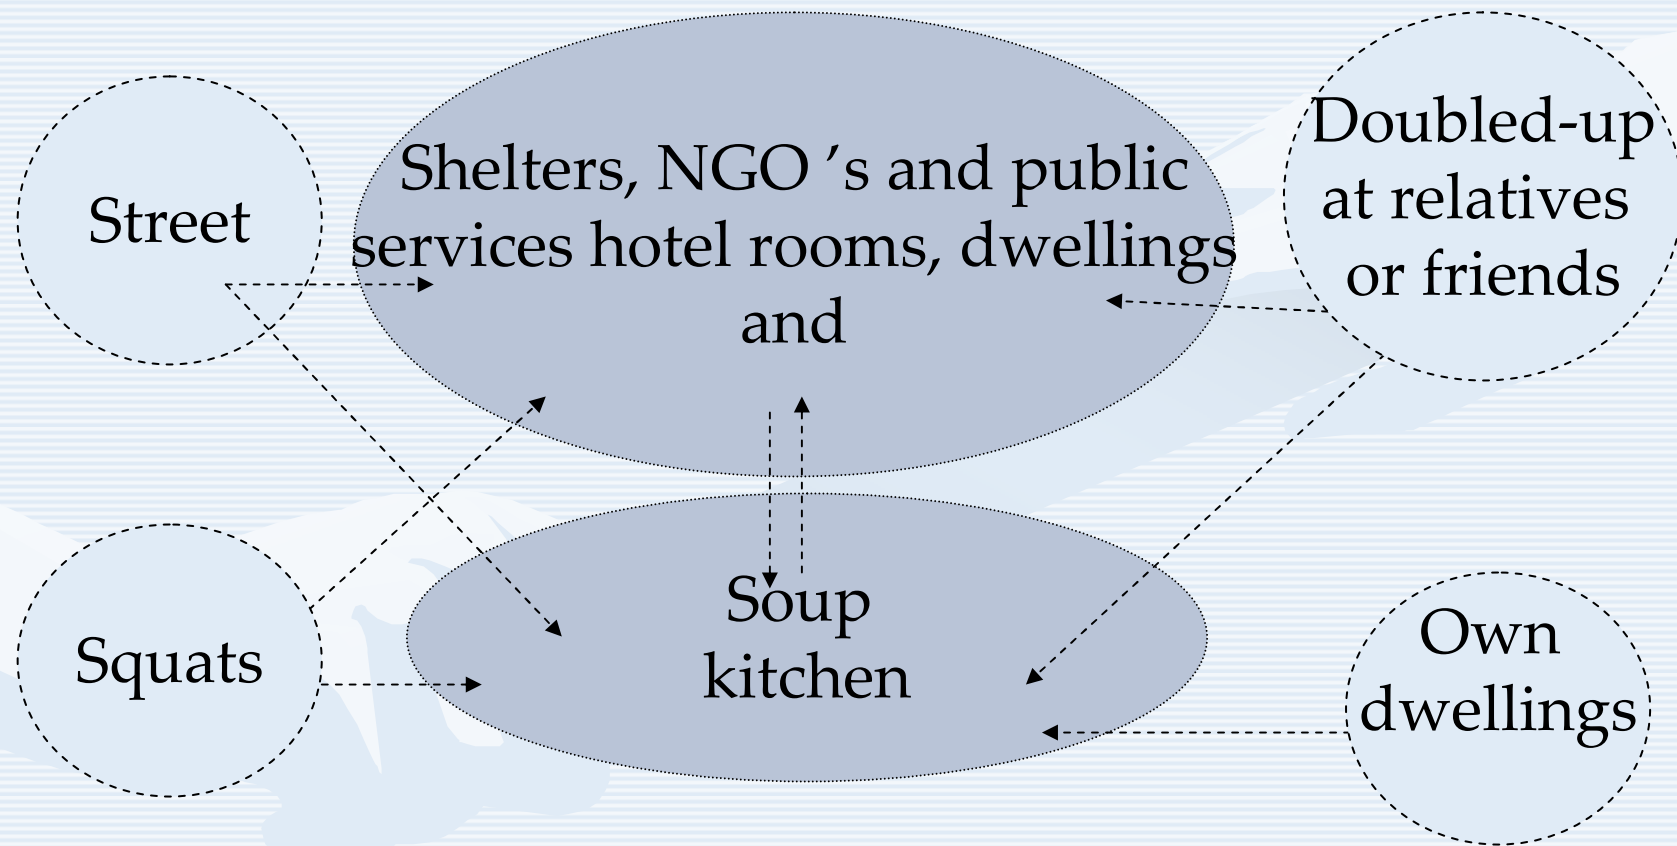 Street
Shelters, NGO ’s and public
services hotel rooms, dwellings
and
Doubled-up
at relatives
or friends
Squats
Soup
kitchen
Own
dwellings